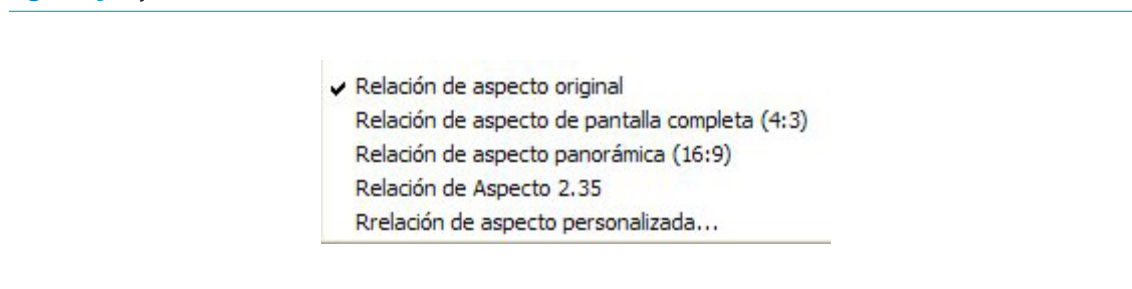 Relación de aspecto original
Relación de aspecto de pantalla completa (4:3)
Relación de aspecto panorámica (16:9)
Relación de Aspecto 2.35
Rrelación de aspecto personalizada...